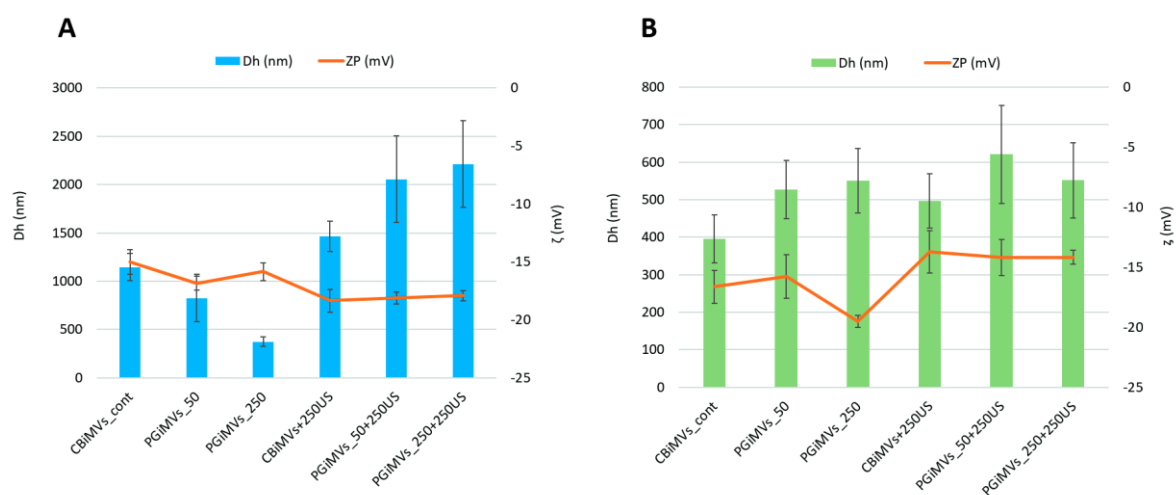 A
Dh (nm) ZP (mV)
3000
2500
2000
1500
1000
500
0
Dh (nm)
0
-5
-10
-15
-20
-25
ζ (mV)
CBiMVs_cont
PGiMVs_50
PGiMVs_250
CBiMVs+250US
PGiMVs_50+250US
PGiMVs_250+250US
B
Dh (nm) ZP (mV)
800
700
600
500
400
300
200
100
0
Dh (nm)
0
-5
-10
-15
-20
-25
z (mV)
CBiMVs_cont
PGiMVs_50
PGiMVs_250
CBiMVs+250US
PGiMVs_50+250US
PGiMVs_250+250US